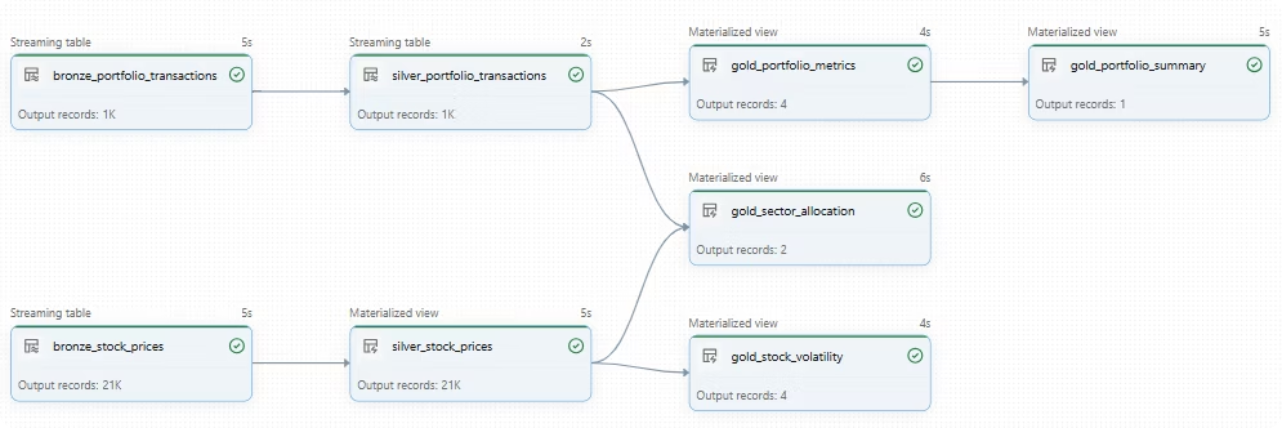 Streaming table 5s
bronze_portfolio_transactions
Output records: 1K
Streaming table 2s
silver_portfolio_transactions
Output records: 1K
Materialized view 4s
gold_portfolio_metrics
Output records: 4
Materialized view 5s
gold_portfolio_summary
Output records: 1
Materialized view 6s
gold_sector_allocation
Output records: 2
Streaming table 5s
bronze_stock_prices
Output records: 21K
Materialized view 5s
silver_stock_prices
Output records: 21K
Materialized view 4s
gold_stock_volatility
Output records: 4